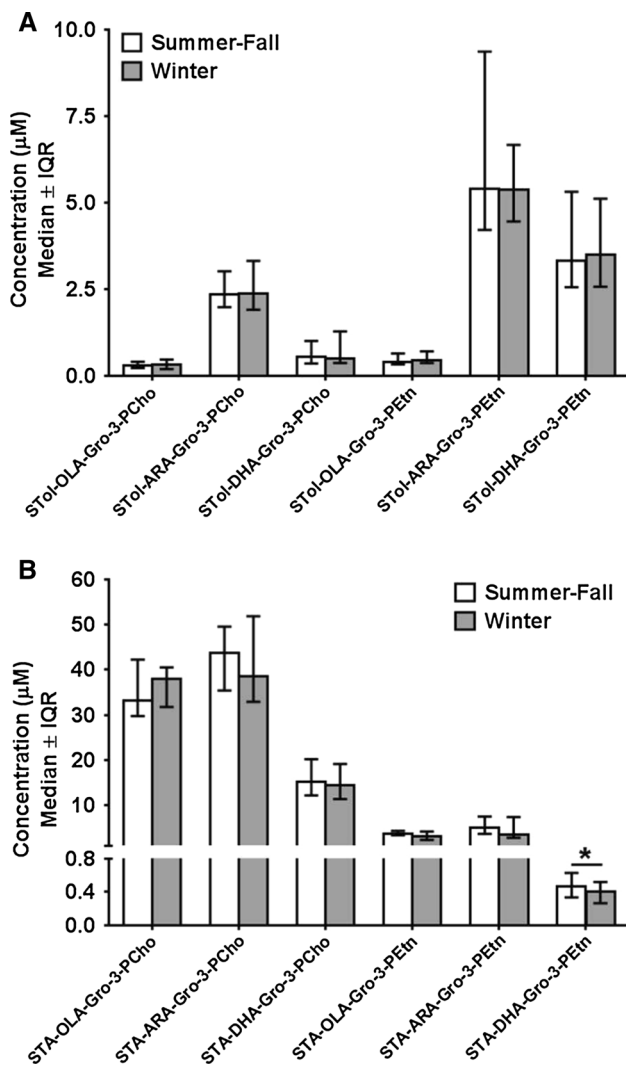 A
10.0
7.5
5.0
2.5
0.0
Concentration (μM)
Median ± IQR
Summer-Fall
Winter
STol-OLA-Gro-3-PCho
STol-ARA-Gro-3-PCho
STol-DHA-Gro-3-PCho
STol-OLA-Gro-3-PEtn
STol-ARA-Gro-3-PEtn
STol-DHA-Gro-3-PEtn
B
60
50
40
30
20
10
0.8
0.4
0.0
Concentration (μM)
Median ± IQR
Summer-Fall
Winter
*
STA-OLA-Gro-3-PCho
STA-ARA-Gro-3-PCho
STA-DHA-Gro-3-PCho
STA-OLA-Gro-3-PEtn
STA-ARA-Gro-3-PEtn
STA-DHA-Gro-3-PEtn